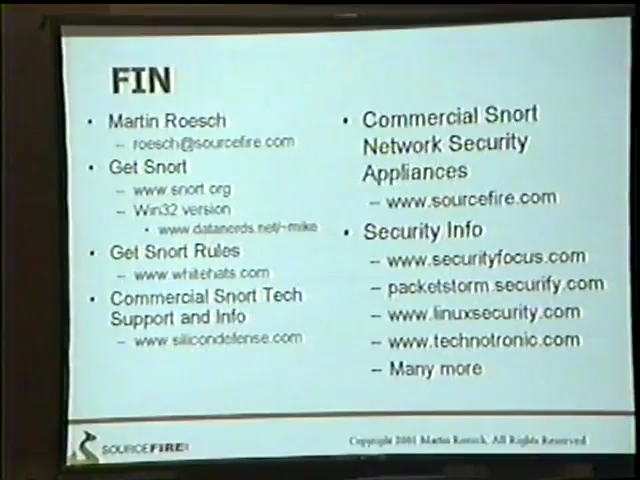 FIN
• Martin Roesch
– roesch@sourcefire.com
• Get Snort
– www.snort.org
– Win32 version
• www.datanerds.net/~mike
• Get Snort Rules
– www.whitehats.com
• Commercial Snort Tech
Support and Info
– www.silicondefense.com
• Commercial Snort
Network Security
Appliances
– www.sourcefire.com
• Security Info
– www.securityfocus.com
– packetstorm.securify.com
– www.linuxsecurity.com
– www.technotronic.com
– Many more
SOURCEFIRE
Copyright 2001 Martin Roesch, All Rights Reserved